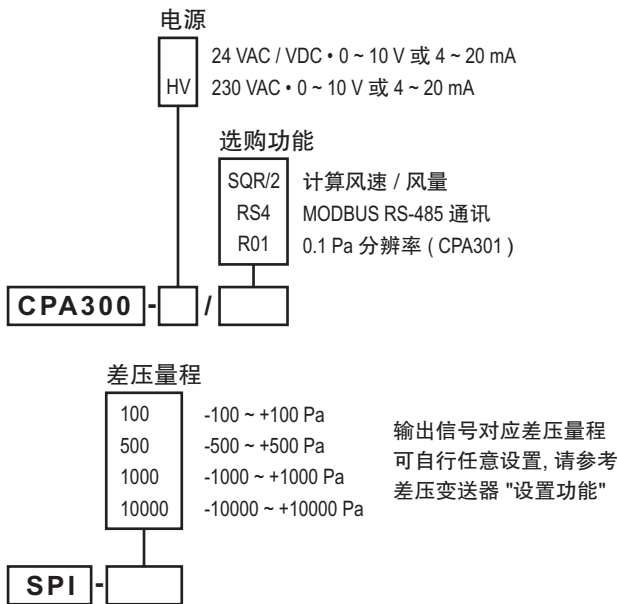 电源
24 VAC / VDC • 0 ~ 10 V 或 4 ~ 20 mA
HV 230 VAC • 0 ~ 10 V 或 4 ~ 20 mA
选购功能
SQR/2 计算风速 / 风量
RS4 MODBUS RS-485 通讯
R01 0.1 Pa 分辨率 ( CPA301 )
CPA300 - /
差压量程
100 -100 ~ +100 Pa
500 -500 ~ +500 Pa
1000 -1000 ~ +1000 Pa
10000 -10000 ~ +10000 Pa
输出信号对应差压量程
可自行任意设置, 请参考
差压变送器 "设置功能"
SPI -